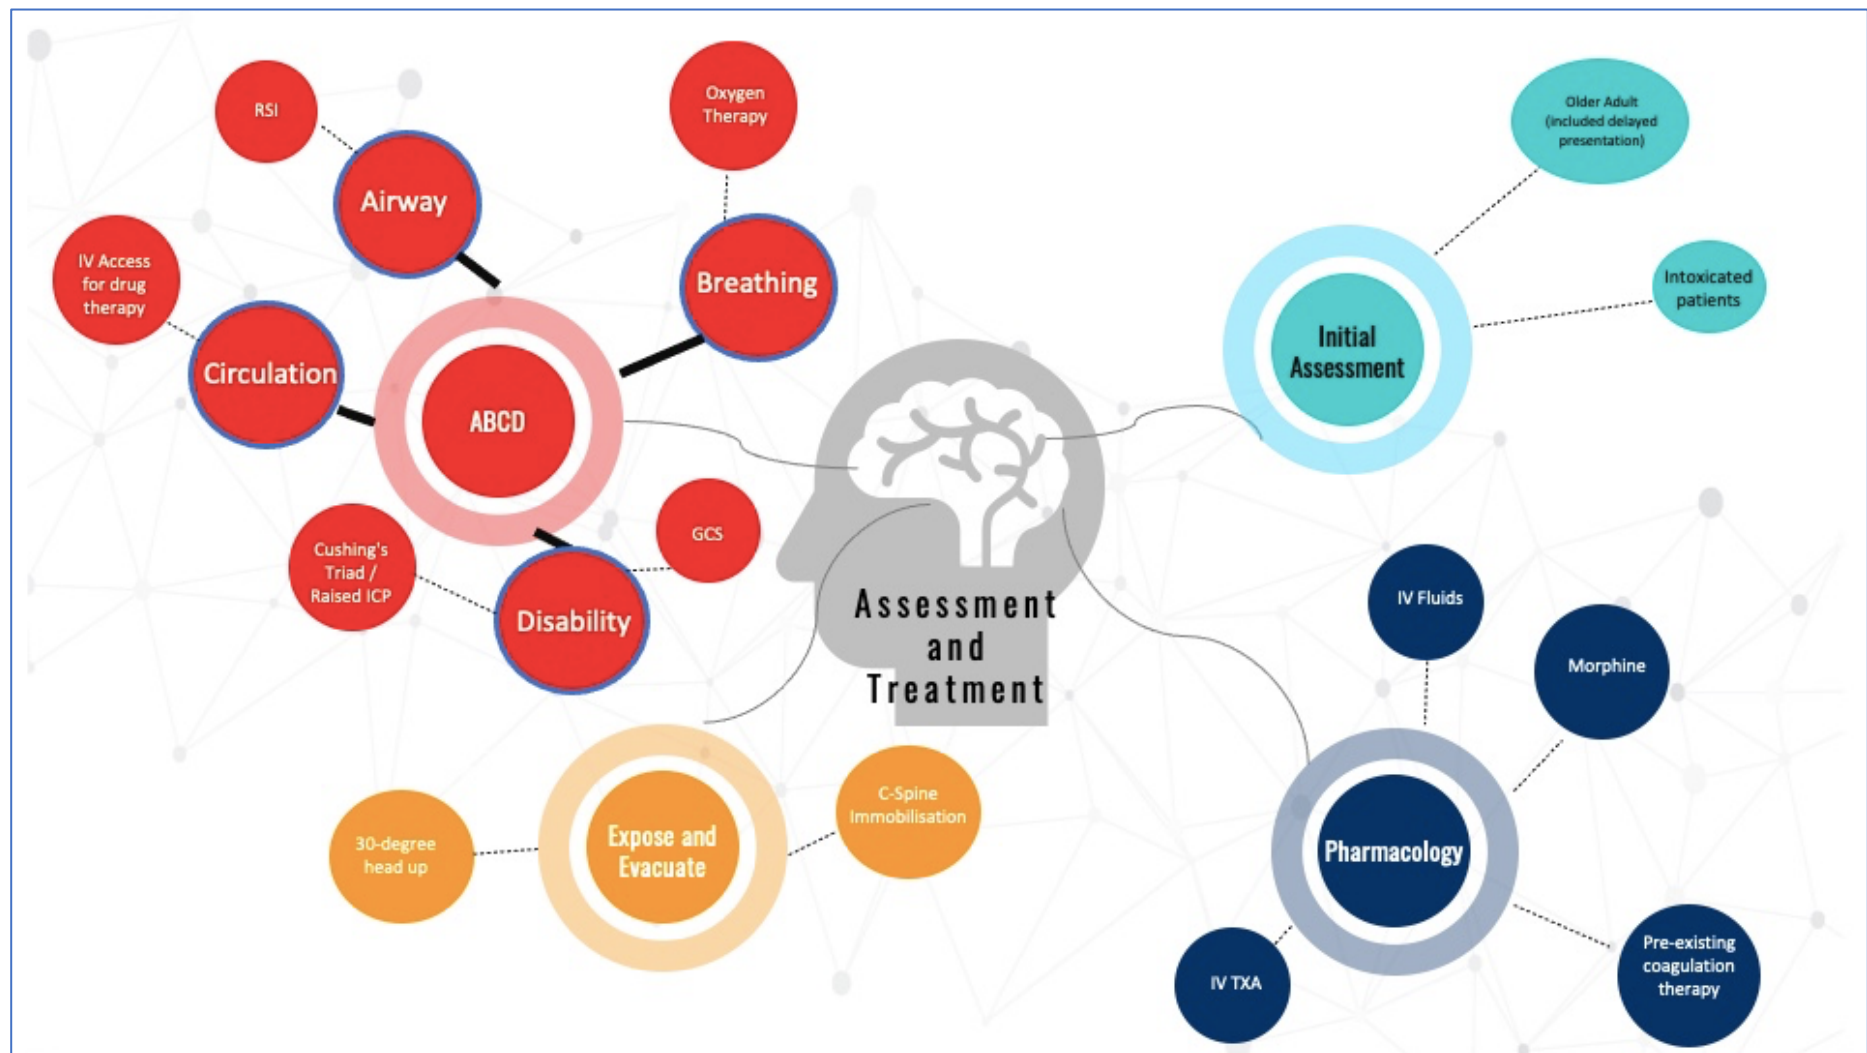 RSI
Airway
Oxygen
Therapy
Breathing
IV Access
for drug
therapy
Circulation
ABCD
Cushing's
Triad /
Raised ICP
GCS
Disability
Older Adult
(included delayed
presentation)
Intoxicated
patients
Initial
Assessment
Assessment
and
Treatment
30-degree
head up
Expose and
Evacuate
C-Spine
Immobilisation
IV Fluids
Morphine
Pharmacology
IV TXA
Pre-existing
coagulation
therapy